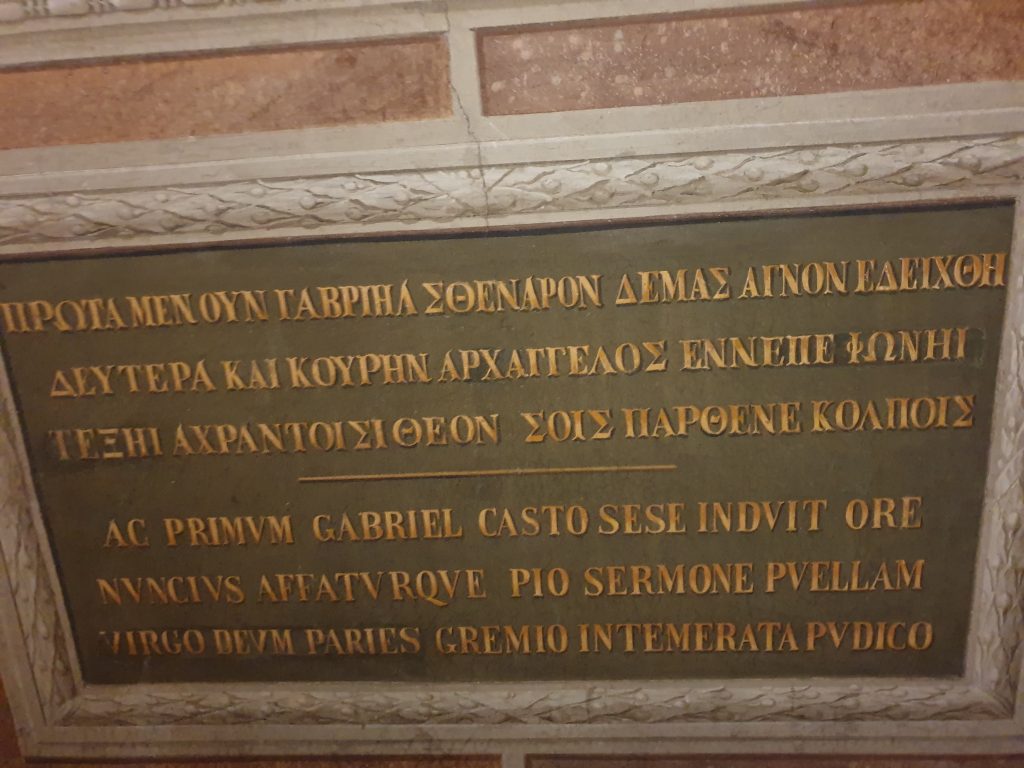 ΠΡΩΤΑ ΜΕΝ ΟΥΝ ΓΑΒΡΙΗΛ ΣΘΕΝΑΡΟΝ ΔΕΜΑΣ ΑΓΝΟΝ ΕΔΕΙΧΘΗ
ΔΕΥΤΕΡΑ ΚΑΙ ΚΟΥΡΗΝ ΑΡΧΑΓΓΕΛΟΣ ΕΝΝΕΠΕ ΦΩΝΗΙ
ΤΕΞΗΙ ΑΧΡΑΝΤΟΙΣΙ ΘΕΟΝ ΣΟΙΣ ΠΑΡΘΕΝΕ ΚΟΛΠΟΙΣ
AC PRIMVM GABRIEL CASTO SESE INDVIT ORE
NVNCIVS AFFATVRQVE PIO SERMONE PVELLAM
VIRGO DEVM PARIES GREMIO INTEMERATA PVDICO